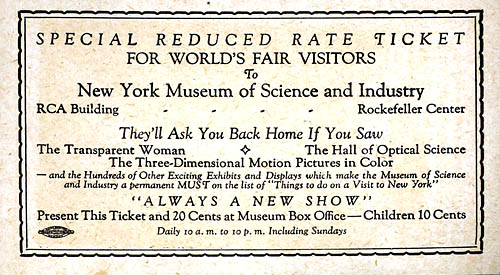 SPECIAL REDUCED RATE TICKET
FOR WORLD'S FAIR VISITORS
To
New York Museum of Science and Industry
RCA Building - - - - Rockefeller Center
They'll Ask You Back Home If You Saw
The Transparent Woman ✧ The Hall of Optical Science
The Three-Dimensional Motion Pictures in Color
— and the Hundreds of Other Exciting Exhibits and Displays which make the Museum of Science
and Industry a permanent MUST on the list of "Things to do on a Visit to New York"
"ALWAYS A NEW SHOW"
Present This Ticket and 20 Cents at Museum Box Office — Children 10 Cents
Daily 10 a. m. to 10 p. m. Including Sundays